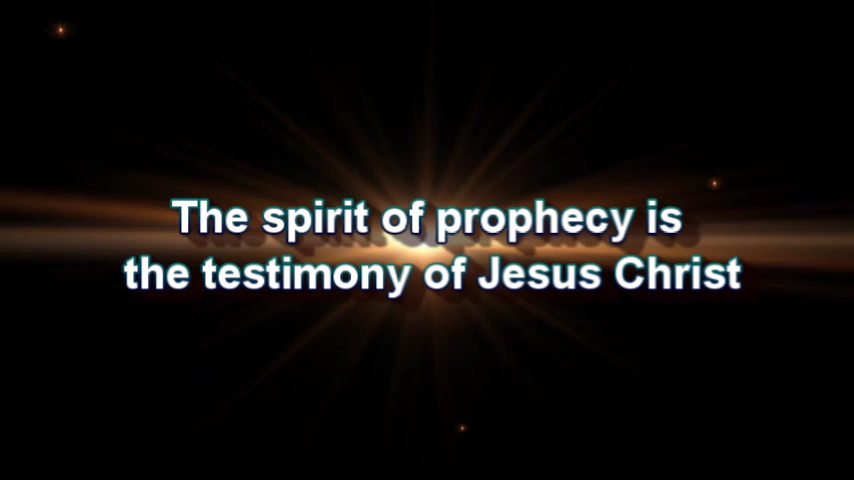 The spirit of prophecy is
the testimony of Jesus Christ